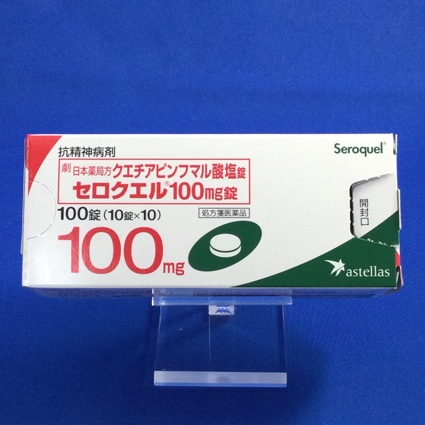 抗精神病剤
Seroquel®
劇 日本薬局方 クエチアピンフマル酸塩錠
セロクエル®100mg錠
100錠(10錠×10)
処方箋医薬品
開封口
100mg
astellas